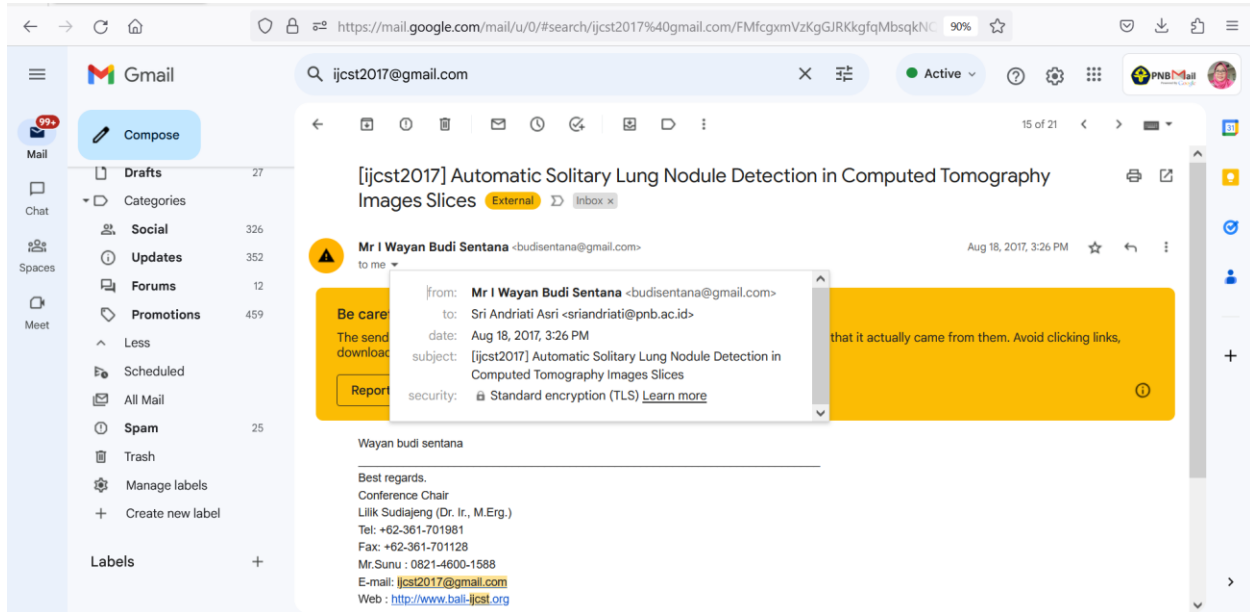 https://mail.google.com/mail/u/0/#search/ijcst2017%40gmail.com/FMfcgxmVzKgGJRKkgfqMbsqkNC 90%
Gmail
ijcst2017@gmail.com
Active
PNBMail
99+
Mail
Chat
Spaces
Meet
Compose
Drafts 27
Categories
Social 326
Updates 352
Forums 12
Promotions 459
Less
Scheduled
All Mail
Spam 25
Trash
Manage labels
Create new label
Labels
15 of 21
31
[ijcst2017] Automatic Solitary Lung Nodule Detection in Computed Tomography
Images Slices External Inbox x
Mr I Wayan Budi Sentana <budisentana@gmail.com> Aug 18, 2017, 3:26 PM
to me
from: Mr I Wayan Budi Sentana <budisentana@gmail.com>
to: Sri Andriati Asri <sriandriati@pnb.ac.id>
date: Aug 18, 2017, 3:26 PM
subject: [ijcst2017] Automatic Solitary Lung Nodule Detection in
Computed Tomography Images Slices
security: Standard encryption (TLS) Learn more
Be care
The send that it actually came from them. Avoid clicking links,
downloac
Report
Wayan budi sentana
Best regards.
Conference Chair
Lilik Sudiajeng (Dr. Ir., M.Erg.)
Tel: +62-361-701981
Fax: +62-361-701128
Mr.Sunu : 0821-4600-1588
E-mail: ijcst2017@gmail.com
Web : http://www.bali-ijcst.org